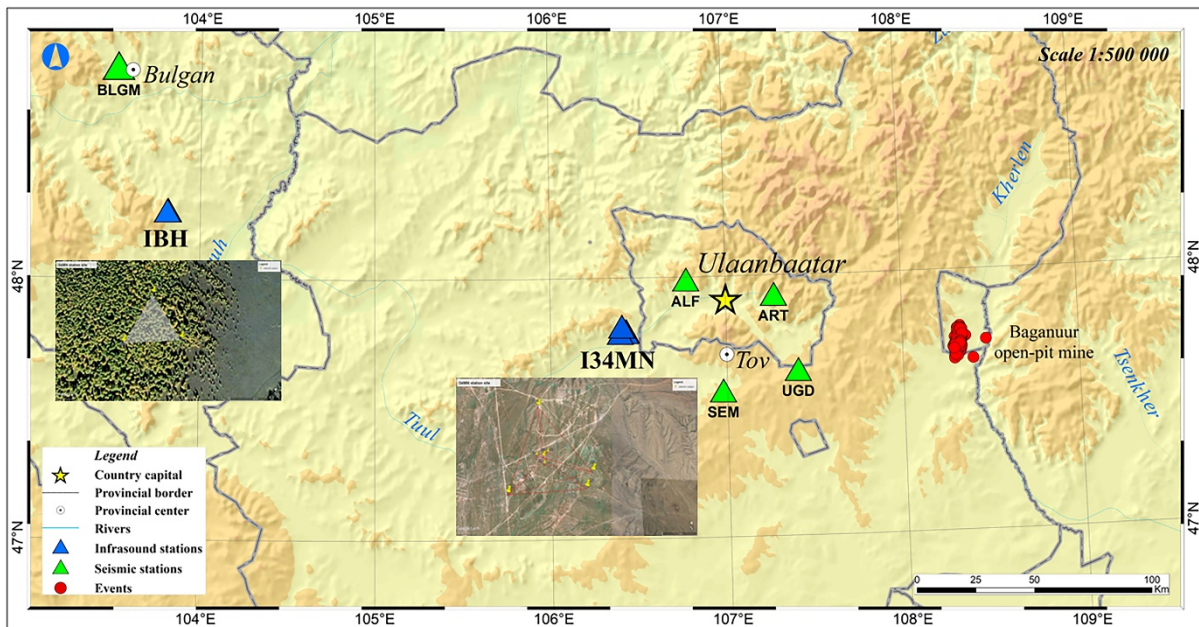 104°E
105°E
106°E
107°E
108°E
109°E
Scale 1:500 000
Bulgan
BLGM
Kherlen
IBH
48°N
48°N
Ulaanbaatar
ALF
ART
I34MN
Tov
UGD
SEM
Baganuur
open-pit mine
Tsenkher
Tuul
Legend
Country capital
Provincial border
Provincial center
Rivers
Infrasound stations
Seismic stations
Events
47°N
47°N
0 25 50 100
Km
104°E
105°E
106°E
107°E
108°E
109°E